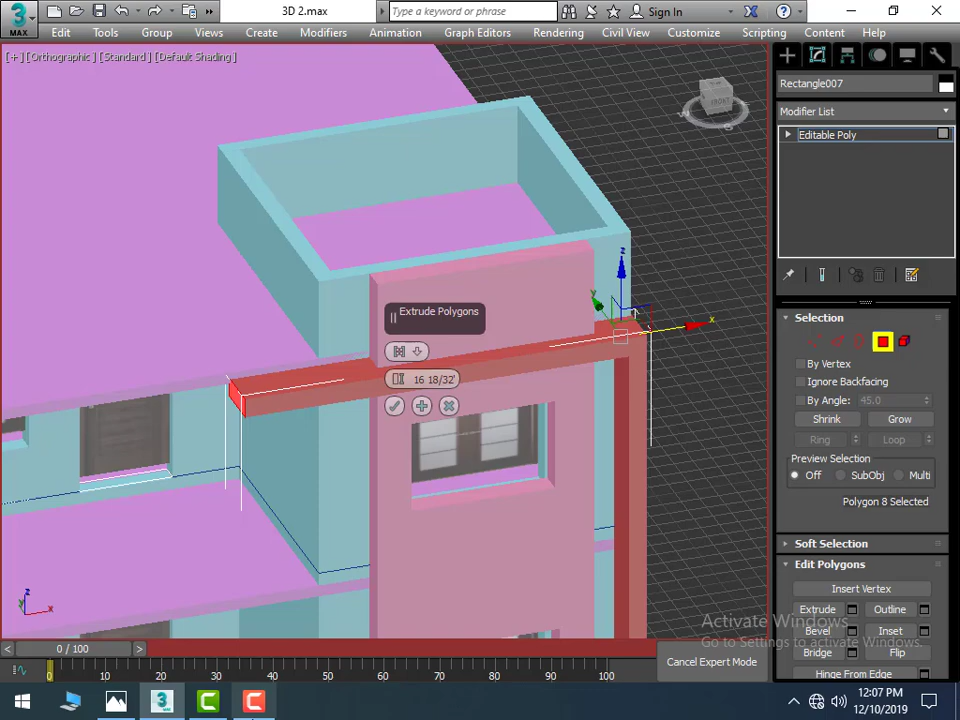 3D 2.max
Type a keyword or phrase
Sign In
MAX
Edit Tools Group Views Create Modifiers Animation Graph Editors Rendering Civil View Customize Scripting Content Help
[+] [Orthographic] [Standard] [Default Shading]
FRONT
Rectangle007
Modifier List
Editable Poly
z
y
x
Extrude Polygons
16 18/32'
Selection
By Vertex
Ignore Backfacing
By Angle: 45.0
Shrink Grow
Ring Loop
Preview Selection
Off SubObj Multi
Polygon 8 Selected
Soft Selection
Edit Polygons
Insert Vertex
Extrude Outline
Bevel Inset
Bridge Flip
Hinge From Edge
z
y
x
Activate Windows
Go to Settings to activate Windows.
< 0 / 100 >
0 10 20 30 40 50 60 70 80 90 100
Cancel Expert Mode
3
MAX
12:07 PM
12/10/2019